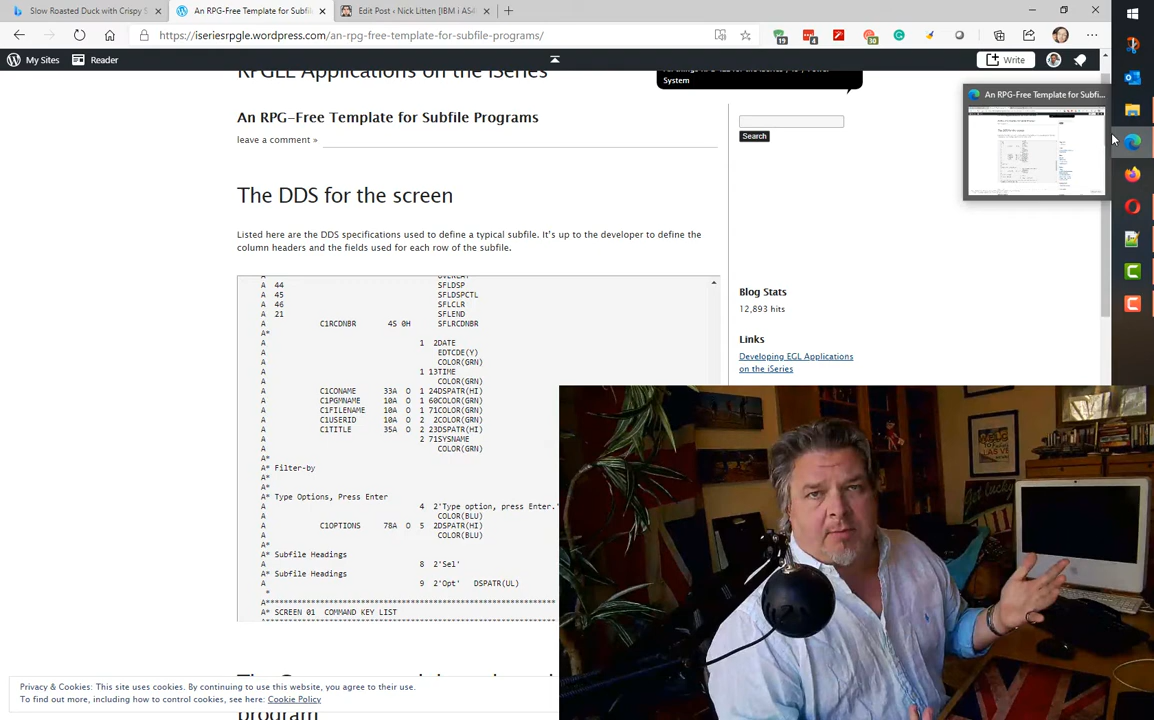 Slow Roasted Duck with Crispy S
An RPG-Free Template for Subfil
Edit Post ‹ Nick Litten [IBM i AS4
https://iseriesrpgle.wordpress.com/an-rpg-free-template-for-subfile-programs/
19
4
30
My Sites
Reader
Write
RPGLE Applications on the iSeries
System
An RPG-Free Template for Subfi...
An RPG-Free Template for Subfile Programs
leave a comment »
Search
The DDS for the screen
Listed here are the DDS specifications used to define a typical subfile. It's up to the developer to define the
column headers and the fields used for each row of the subfile.
A OVERLAY
A 44 SFLDSP
A 45 SFLDSPCTL
A 46 SFLCLR
A 21 SFLEND
A C1RCDNBR 4S 0H SFLRCDNBR
A*
A 1 2DATE
A EDTCDE(Y)
A COLOR(GRN)
A 1 13TIME
A COLOR(GRN)
A C1CONAME 33A O 1 24DSPATR(HI)
A C1PGMNAME 10A O 1 60COLOR(GRN)
A C1FILENAME 10A O 1 71COLOR(GRN)
A C1USERID 10A O 2 2COLOR(GRN)
A C1TITLE 35A O 2 23DSPATR(HI)
A 2 71SYSNAME
A COLOR(GRN)
A*
A* Filter-by
A*
A*
A* Type Options, Press Enter
A 4 2'Type option, press Enter.'
A COLOR(BLU)
A C1OPTIONS 78A O 5 2DSPATR(HI)
A COLOR(BLU)
A*
A* Subfile Headings
A 8 2'Sel'
A* Subfile Headings
A 9 2'Opt' DSPATR(UL)
*
A*************************************************
A* SCREEN 01 COMMAND KEY LIST
Blog Stats
12,893 hits
Links
Developing EGL Applications
on the iSeries
Privacy & Cookies: This site uses cookies. By continuing to use this website, you agree to their use.
To find out more, including how to control cookies, see here: Cookie Policy
program